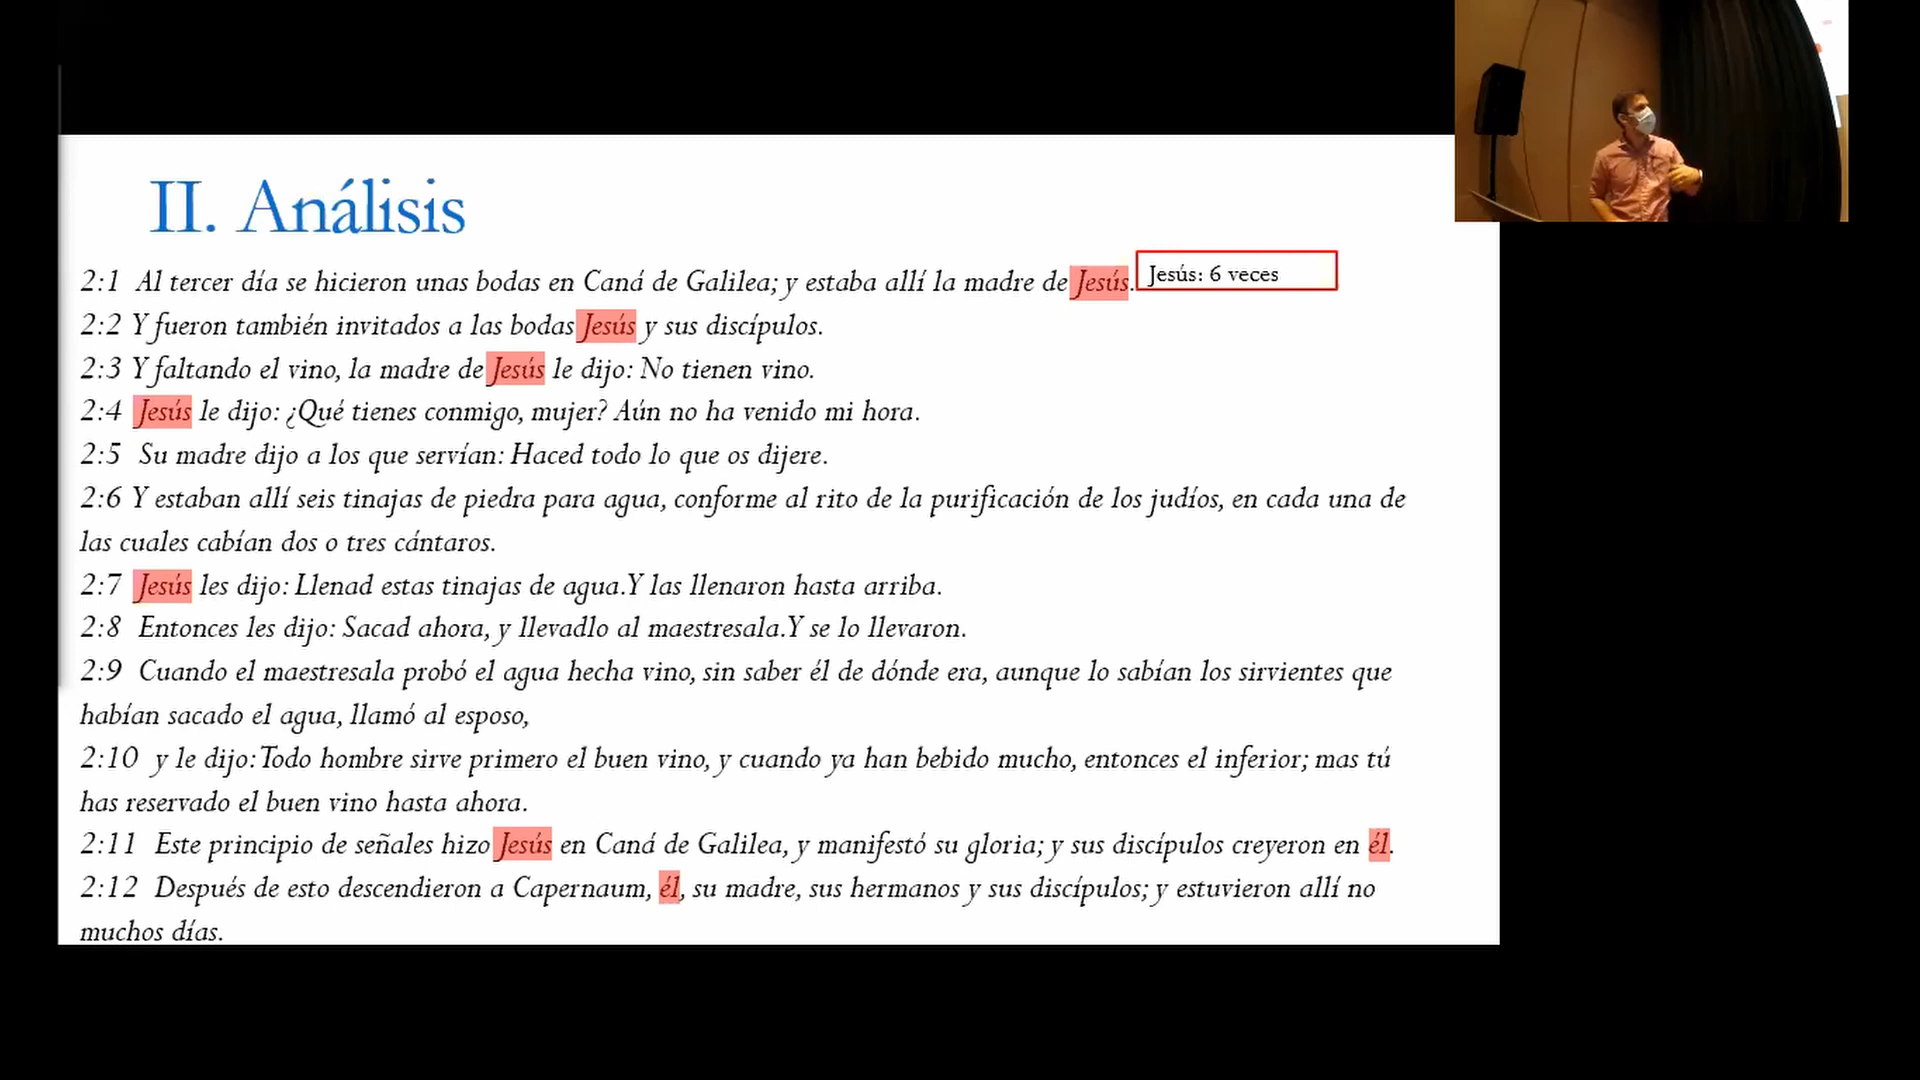 II. Análisis
2:1 Al tercer día se hicieron unas bodas en Caná de Galilea; y estaba allí la madre de Jesús.
Jesús: 6 veces
2:2 Y fueron también invitados a las bodas Jesús y sus discípulos.
2:3 Y faltando el vino, la madre de Jesús le dijo: No tienen vino.
2:4 Jesús le dijo: ¿Qué tienes conmigo, mujer? Aún no ha venido mi hora.
2:5 Su madre dijo a los que servían: Haced todo lo que os dijere.
2:6 Y estaban allí seis tinajas de piedra para agua, conforme al rito de la purificación de los judíos, en cada una de
las cuales cabían dos o tres cántaros.
2:7 Jesús les dijo: Llenad estas tinajas de agua.Y las llenaron hasta arriba.
2:8 Entonces les dijo: Sacad ahora, y llevadlo al maestresala.Y se lo llevaron.
2:9 Cuando el maestresala probó el agua hecha vino, sin saber él de dónde era, aunque lo sabían los sirvientes que
habían sacado el agua, llamó al esposo,
2:10 y le dijo:Todo hombre sirve primero el buen vino, y cuando ya han bebido mucho, entonces el inferior; mas tú
has reservado el buen vino hasta ahora.
2:11 Este principio de señales hizo Jesús en Caná de Galilea, y manifestó su gloria; y sus discípulos creyeron en él.
2:12 Después de esto descendieron a Capernaum, él, su madre, sus hermanos y sus discípulos; y estuvieron allí no
muchos días.